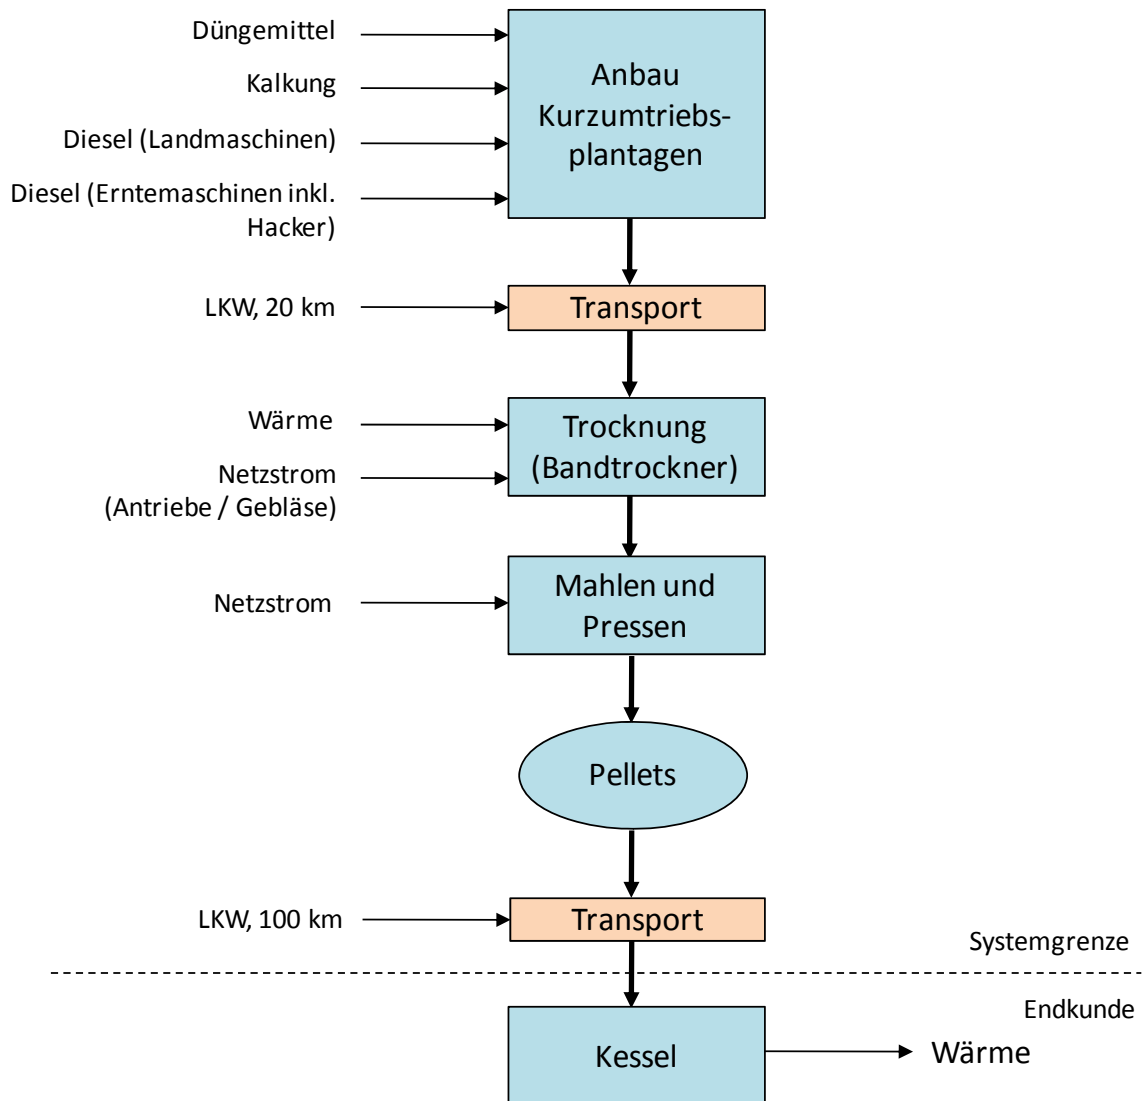 Düngemittel
Kalkung
Diesel (Landmaschinen)
Diesel (Erntemaschinen inkl.
Hacker)
Anbau
Kurzumtriebs-
plantagen
LKW, 20 km
Transport
Wärme
Netzstrom
(Antriebe / Gebläse)
Trocknung
(Bandtrockner)
Netzstrom
Mahlen und
Pressen
Pellets
LKW, 100 km
Transport
Systemgrenze
Endkunde
Kessel
Wärme